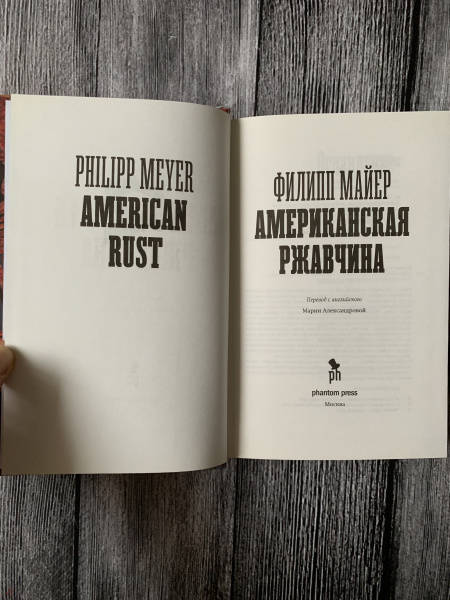 PHILIPP MEYER
AMERICAN
RUST
ФИЛИПП МАЙЕР
АМЕРИКАНСКАЯ
РЖАВЧИНА
Перевод с английского
Марии Александровой
ph
phantom press
Москва